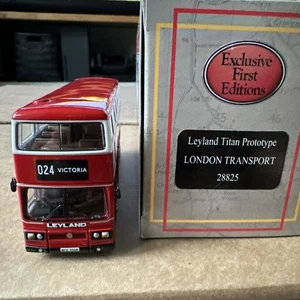 Exclusive
First
Editions
Leyland Titan Prototype
LONDON TRANSPORT
28825
024 VICTORIA
LEYLAND